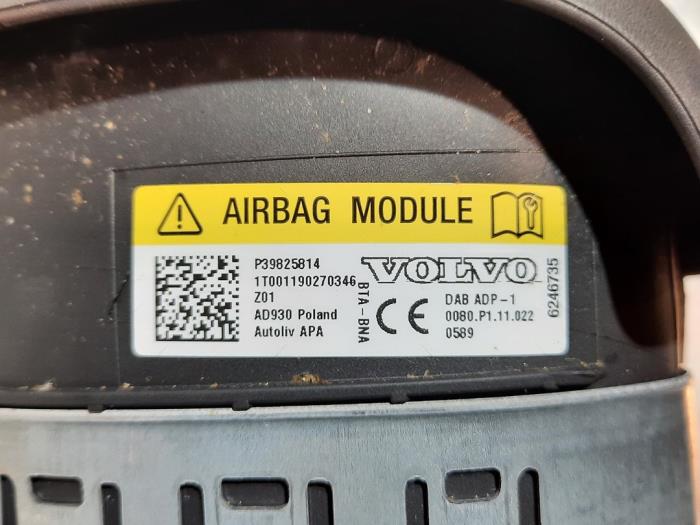 AIRBAG MODULE
P39825814
1T001190270346
Z01
AD930 Poland
Autoliv APA
BTA-BNA
VOLVO
CE
DAB ADP-1
0080.P1.11.022
0589
6246735